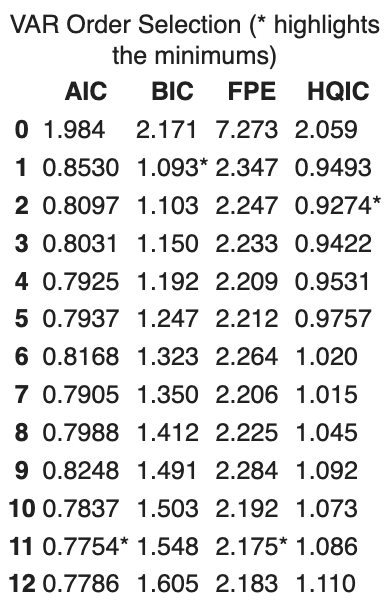 VAR Order Selection (* highlights
the minimums)
AIC BIC FPE HQIC
0 1.984 2.171 7.273 2.059
1 0.8530 1.093* 2.347 0.9493
2 0.8097 1.103 2.247 0.9274*
3 0.8031 1.150 2.233 0.9422
4 0.7925 1.192 2.209 0.9531
5 0.7937 1.247 2.212 0.9757
6 0.8168 1.323 2.264 1.020
7 0.7905 1.350 2.206 1.015
8 0.7988 1.412 2.225 1.045
9 0.8248 1.491 2.284 1.092
10 0.7837 1.503 2.192 1.073
11 0.7754* 1.548 2.175* 1.086
12 0.7786 1.605 2.183 1.110